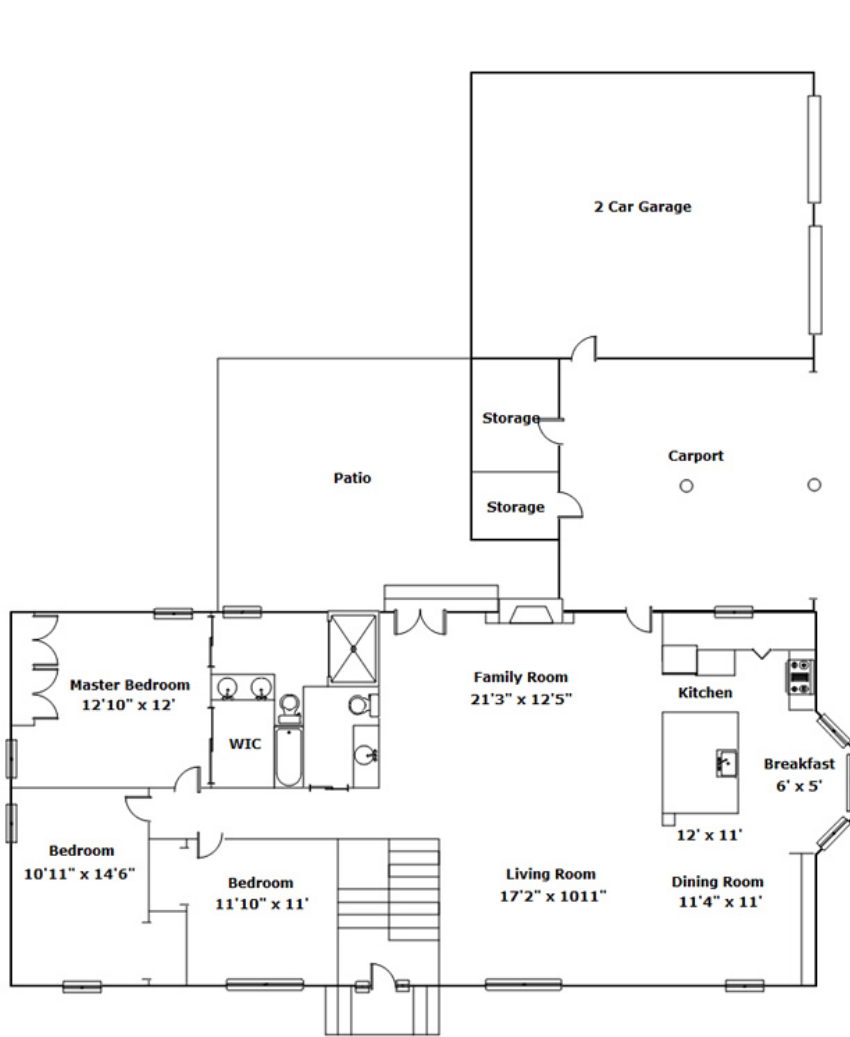 2 Car Garage
Storage
Carport
Patio
Storage
Family Room
21'3" x 12'5"
Master Bedroom
12'10" x 12'
Kitchen
WIC
Breakfast
6' x 5'
12' x 11'
Bedroom
10'11" x 14'6"
Bedroom
11'10" x 11'
Living Room
17'2" x 1011"
Dining Room
11'4" x 11'